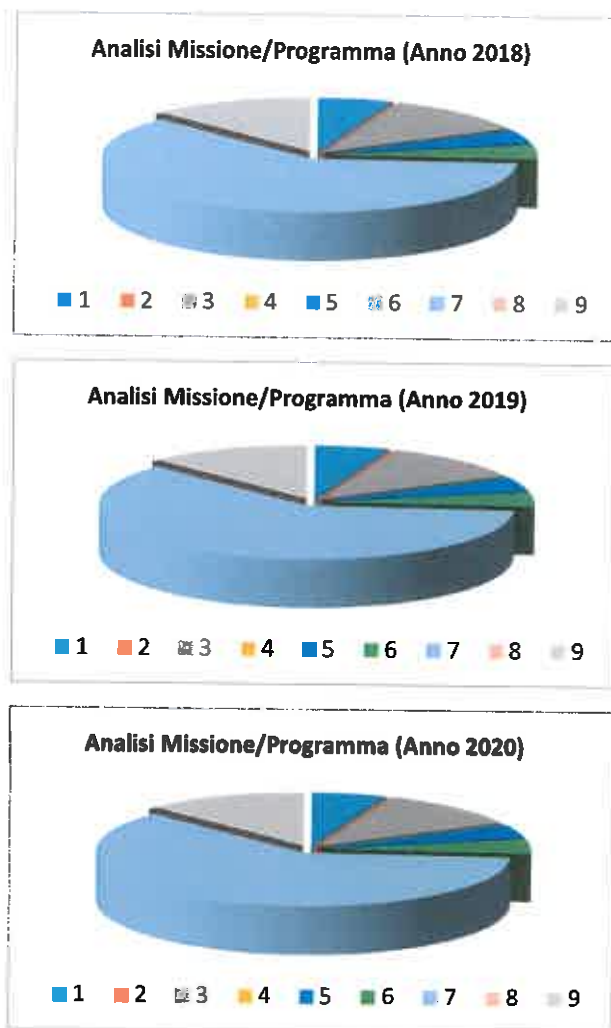 Analisi Missione/Programma (Anno 2018)
1 2 3 4 5 6 7 8 9
Analisi Missione/Programma (Anno 2019)
1 2 3 4 5 6 7 8 9
Analisi Missione/Programma (Anno 2020)
1 2 3 4 5 6 7 8 9